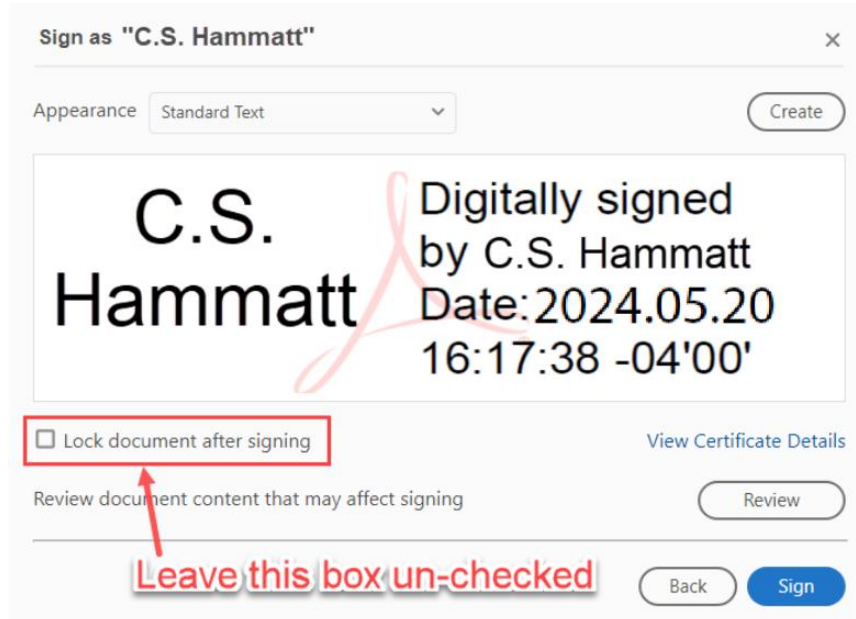 Sign as "C.S. Hammatt"
Appearance Standard Text Create
C.S.
Hammatt
Digitally signed
by C.S. Hammatt
Date: 2024.05.20
16:17:38 -04'00'
Lock document after signing View Certificate Details
Review document content that may affect signing Review
Leave this box un-checked
Back Sign